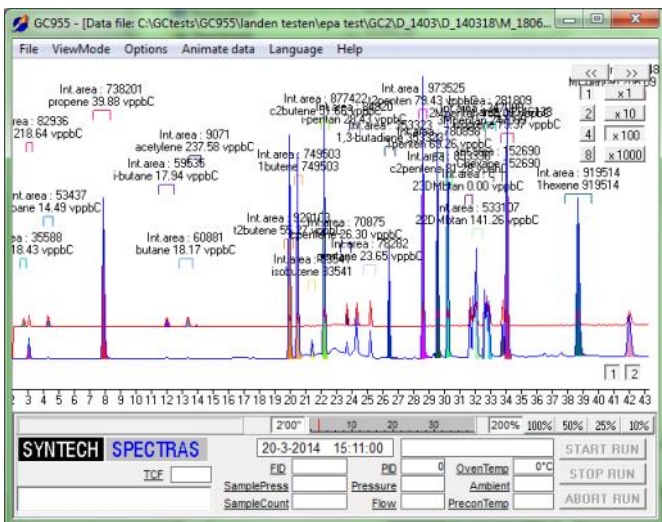 GC955 - [Data file: C:\GCtests\GC955\landen testen\epa test\GC2\D_1403\D_140318\M_1806...
File ViewMode Options Animate data Language Help
Int.area : 738201
propene 39.88 vppbC
Int.area : 877422
973525
Int.area : 281809
<< >>
1 x 1
2 x 10
4 x 100
8 x 1000
area : 82936
218.64 vppbC
Int.area : 9071
acetylene 237.58 vppbC
1,3-butadiene
Int.area : 59636
i-butane 17.94 vppbC
Int.area : 749503
1butene 749503
152690
152690
Int.area : 919514
1hexene 919514
area : 53437
14.49 vppbC
23DMbtan 0.00 vppbC
Int.area : 533107
22DMbtan 141.26 vppbC
ea : 35588
18.43 vppbC
Int.area : 60881
butane 18.17 vppbC
Int.area : 920103
t2butene
Int.area : 70875
26.30 vppbC
Int.area : 78282
pentane 23.65 vppbC
isobutene 83541
1 2
2 3 4 5 6 7 8 9 10 11 12 13 14 15 16 17 18 19 20 21 22 23 24 25 26 27 28 29 30 31 32 33 34 35 36 37 38 39 40 41 42 43
2'00" 10 20 30 200% 100% 50% 25% 10%
SYNTECH SPECTRAS
20-3-2014 15:11:00
START RUN
TCF
FID PID 0 OvenTemp 0°C
STOP RUN
SamplePress Pressure Ambient
SampleCount Flow PreconTemp
ABORT RUN